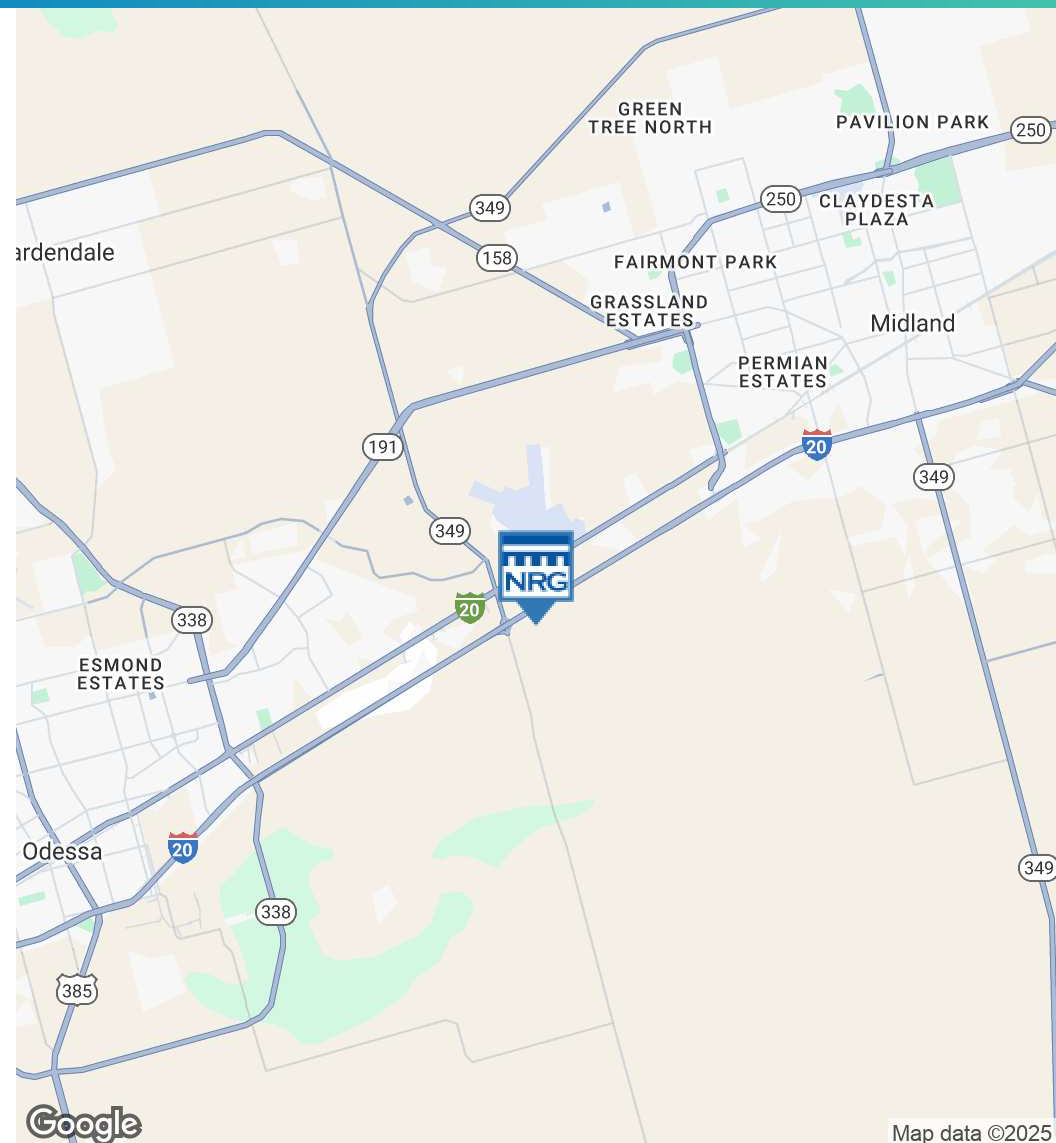 GREEN
TREE NORTH
PAVILION PARK
250
250
349
CLAYDESTA
PLAZA
ardendale
158
FAIRMONT PARK
GRASSLAND
ESTATES
Midland
PERMIAN
ESTATES
191
20
349
349
NRG
20
338
ESMOND
ESTATES
Odessa
20
349
338
385
Google
Map data ©2025